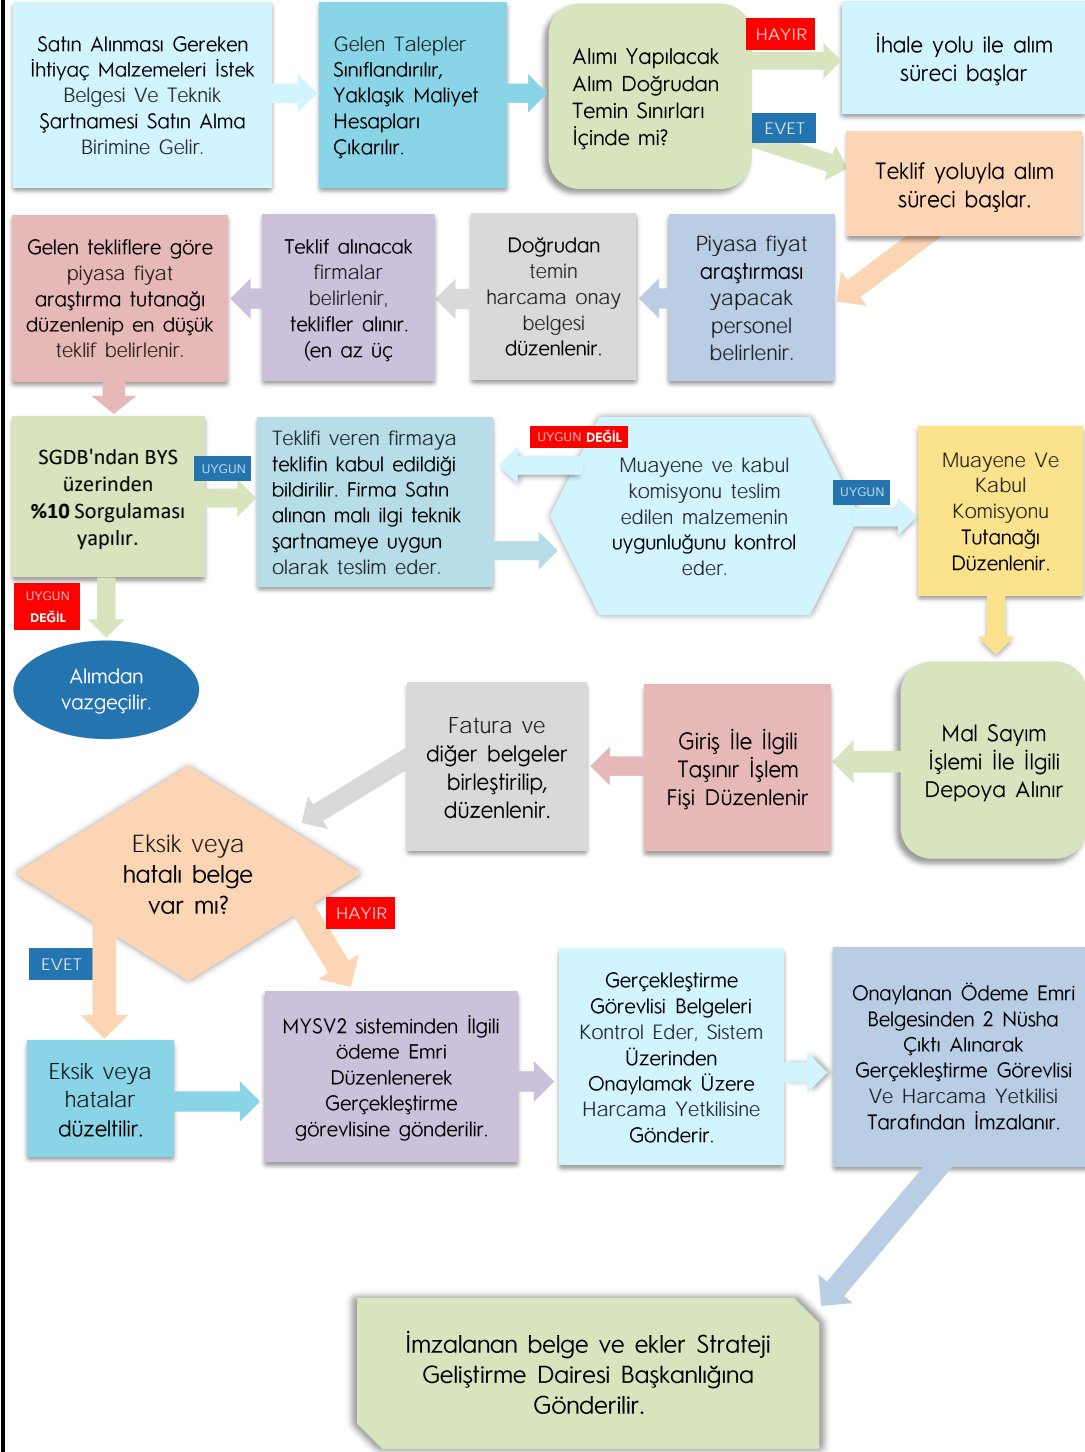 Satın Alınması Gereken
İhtiyaç Malzemeleri İstek
Belgesi Ve Teknik
Şartnamesi Satın Alma
Birimine Gelir.
Gelen Talepler
Sınıflandırılır,
Yaklaşık Maliyet
Hesapları
Çıkarılır.
Alımı Yapılacak
Alım Doğrudan
Temin Sınırları
İçinde mi?
HAYIR
İhale yolu ile alım
süreci başlar
EVET
Teklif yoluyla alım
süreci başlar.
Piyasa fiyat
araştırması
yapacak
personel
belirlenir.
Doğrudan
temin
harcama onay
belgesi
düzenlenir.
Teklif alınacak
firmalar
belirlenir,
teklifler alınır.
(en az üç
Gelen tekliflere göre
piyasa fiyat
araştırma tutanağı
düzenlenip en düşük
teklif belirlenir.
SGDB'ndan BYS
üzerinden
%10 Sorgulaması
yapılır.
UYGUN
UYGUN
DEĞİL
Alımdan
vazgeçilir.
Teklifi veren firmaya
teklifin kabul edildiği
bildirilir. Firma Satın
alınan malı ilgi teknik
şartnameye uygun
olarak teslim eder.
UYGUN DEĞİL
Muayene ve kabul
komisyonu teslim
edilen malzemenin
uygunluğunu kontrol
eder.
UYGUN
Muayene Ve
Kabul
Komisyonu
Tutanağı
Düzenlenir.
Mal Sayım
İşlemi İle İlgili
Depoya Alınır
Giriş İle İlgili
Taşınır İşlem
Fişi Düzenlenir
Fatura ve
diğer belgeler
birleştirilip,
düzenlenir.
Eksik veya
hatalı belge
var mı?
HAYIR
EVET
Eksik veya
hatalar
düzeltilir.
MYSV2 sisteminden İlgili
ödeme Emri
Düzenlenerek
Gerçekleştirme
görevlisine gönderilir.
Gerçekleştirme
Görevlisi Belgeleri
Kontrol Eder, Sistem
Üzerinden
Onaylamak Üzere
Harcama Yetkilisine
Gönderir.
Onaylanan Ödeme Emri
Belgesinden 2 Nüsha
Çıktı Alınarak
Gerçekleştirme Görevlisi
Ve Harcama Yetkilisi
Tarafından İmzalanır.
İmzalanan belge ve ekler Strateji
Geliştirme Dairesi Başkanlığına
Gönderilir.